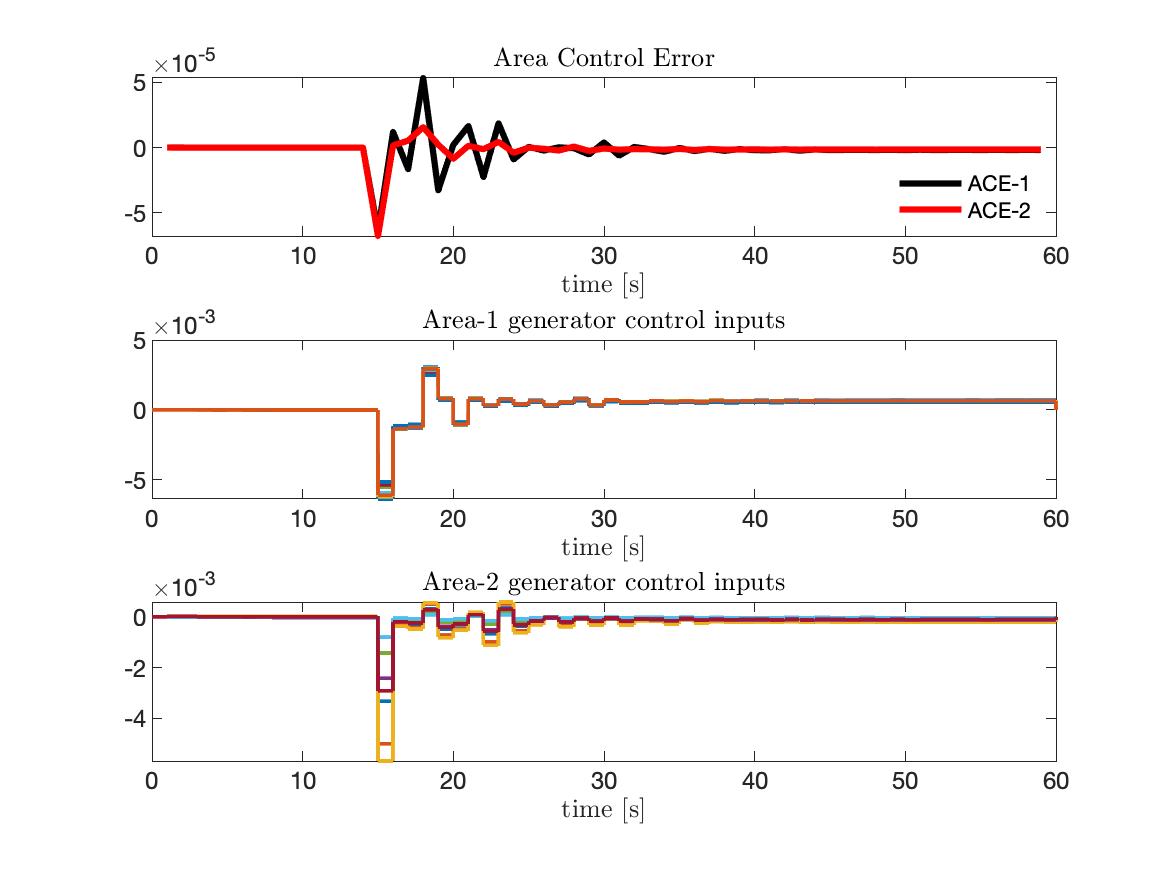 Area Control Error
×10-5
5
0
-5
ACE-1
ACE-2
0 10 20 30 40 50 60
time [s]
Area-1 generator control inputs
×10-3
5
0
-5
0 10 20 30 40 50 60
time [s]
Area-2 generator control inputs
×10-3
0
-2
-4
0 10 20 30 40 50 60
time [s]